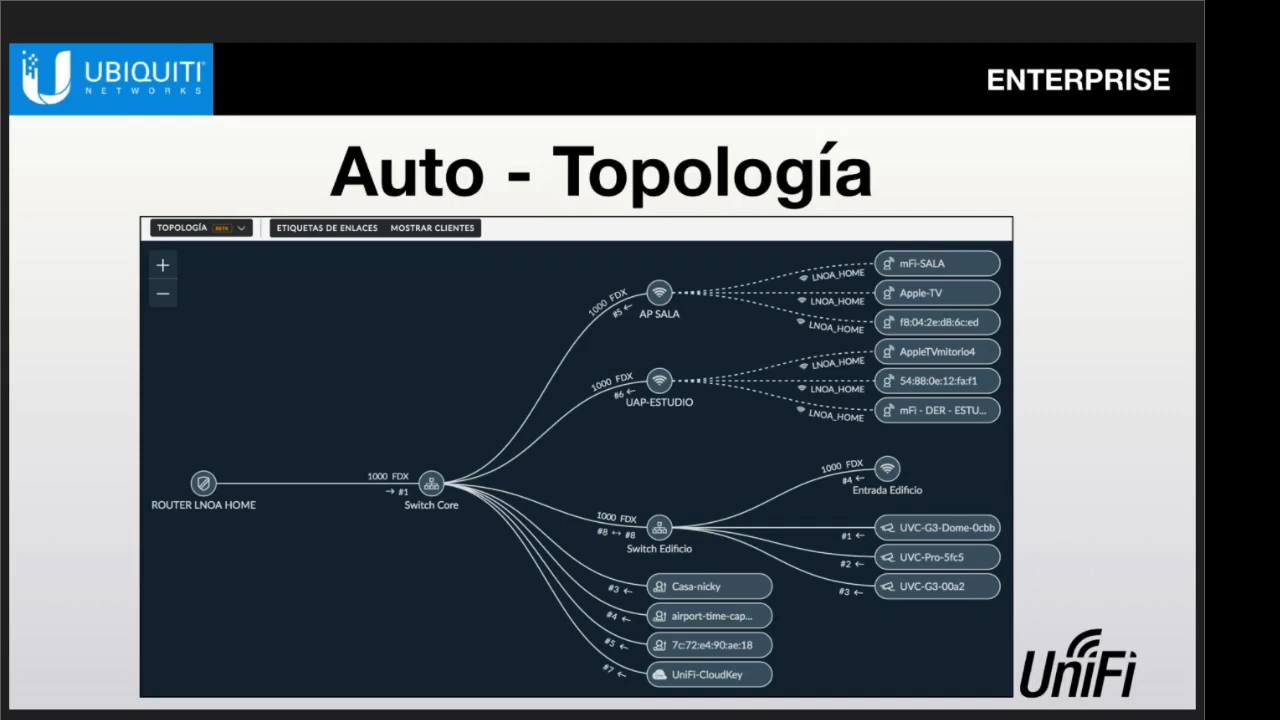 UBIQUITI
NETWORKS
ENTERPRISE
Auto - Topología
TOPOLOGÍA BETA
ETIQUETAS DE ENLACES MOSTRAR CLIENTES
+
−
ROUTER LNOA HOME
1000 FDX
→ #1
Switch Core
1000 FDX
#5 ←
AP SALA
LNOA_HOME
mFi-SALA
LNOA_HOME
Apple-TV
LNOA_HOME
f8:04:2e:d8:6c:ed
1000 FDX
#6 ←
UAP-ESTUDIO
LNOA_HOME
AppleTVmitorio4
LNOA_HOME
54:88:0e:12:fa:f1
LNOA_HOME
mFi - DER - ESTU...
1000 FDX
#8 ↔ #8
Switch Edificio
1000 FDX
#4 ←
Entrada Edificio
#1 ←
UVC-G3-Dome-0cbb
#2 ←
UVC-Pro-5fc5
#3 ←
UVC-G3-00a2
#3 ←
Casa-nicky
#4 ←
airport-time-cap...
#5 ←
7c:72:e4:90:ae:18
#7 ←
UniFi-CloudKey
UniFi